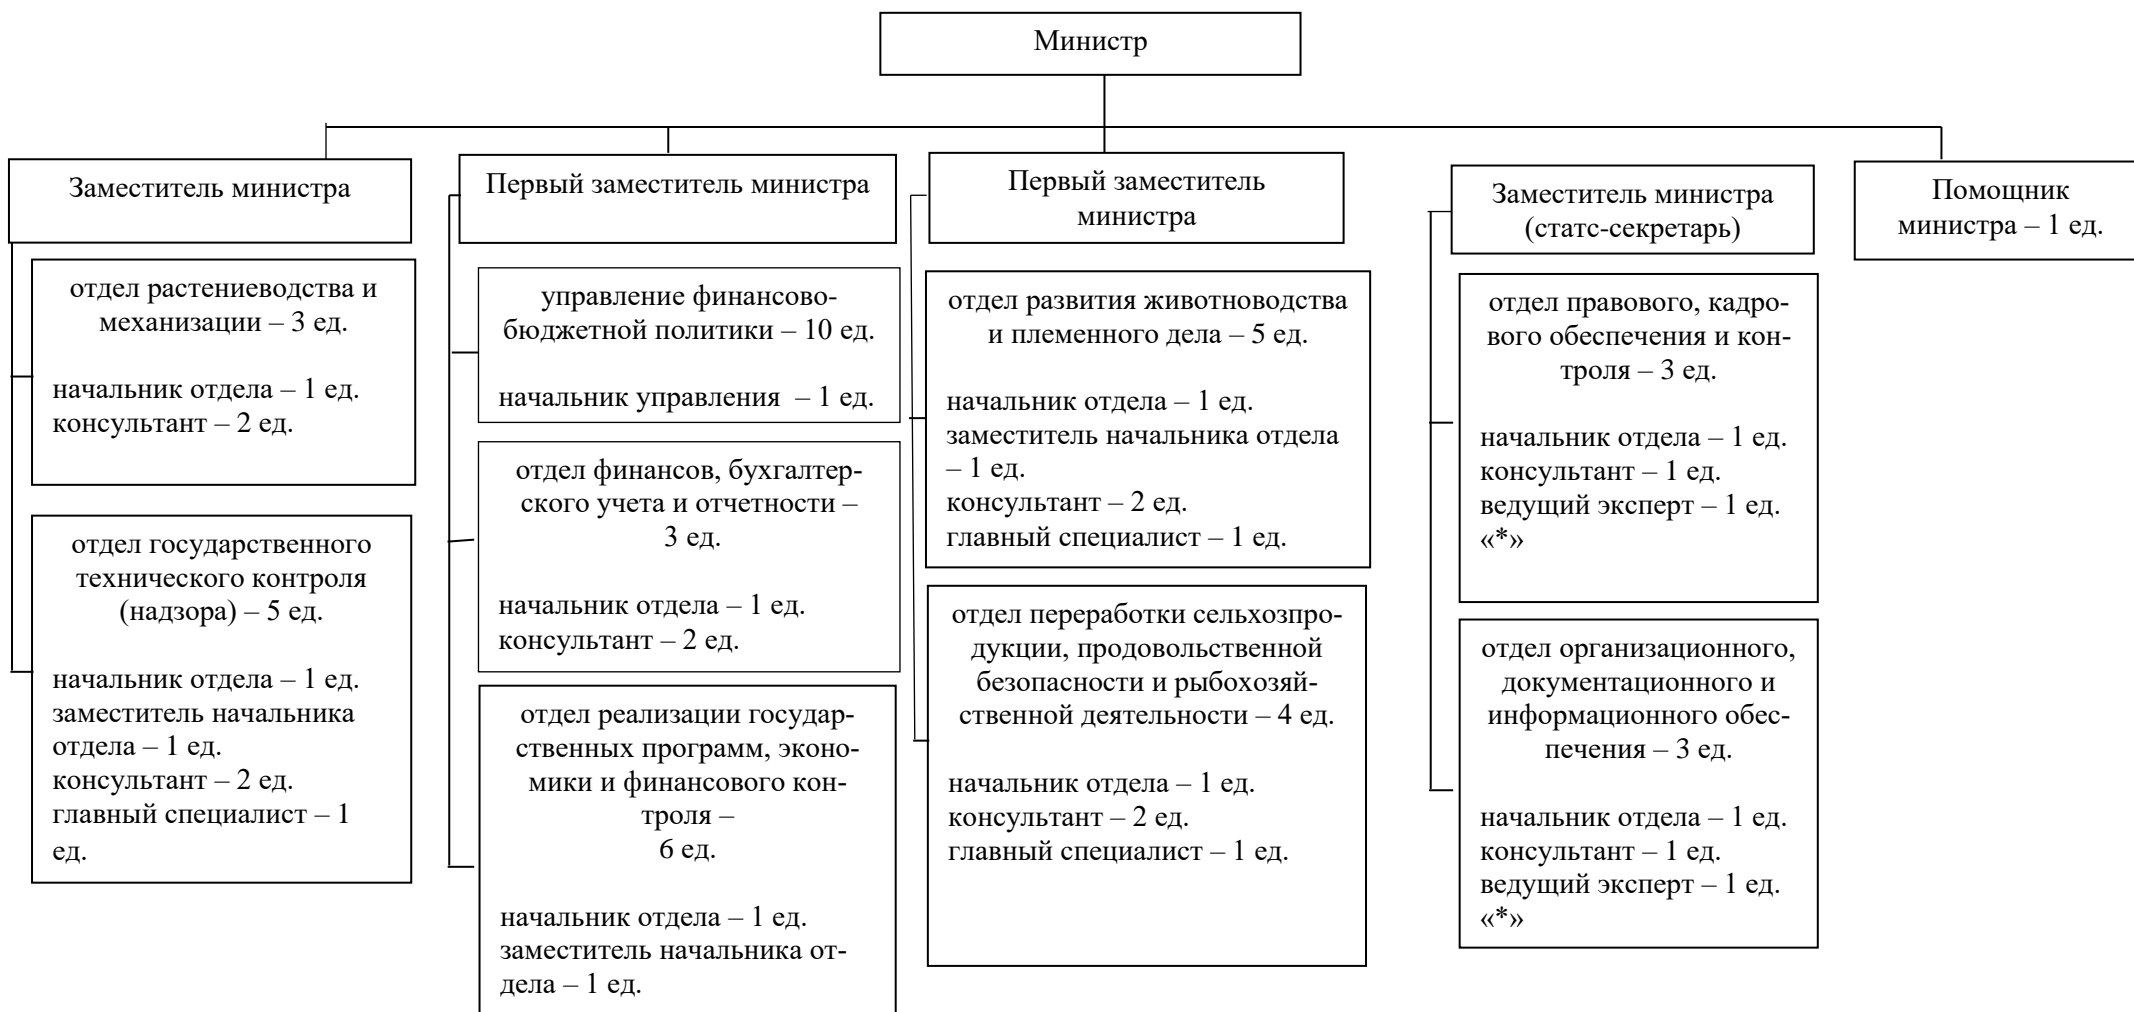 Министр
Заместитель министра
отдел растениеводства и
механизации – 3 ед.
начальник отдела – 1 ед.
консультант – 2 ед.
отдел государственного
технического контроля
(надзора) – 5 ед.
начальник отдела – 1 ед.
заместитель начальника
отдела – 1 ед.
консультант – 2 ед.
главный специалист – 1
ед.
Первый заместитель министра
управление финансово-
бюджетной политики – 10 ед.
начальник управления – 1 ед.
отдел финансов, бухгалтер-
ского учета и отчетности –
3 ед.
начальник отдела – 1 ед.
консультант – 2 ед.
отдел реализации государ-
ственных программ, эконо-
мики и финансового кон-
троля –
6 ед.
начальник отдела – 1 ед.
заместитель начальника от-
дела – 1 ед.
Первый заместитель
министра
отдел развития животноводства
и племенного дела – 5 ед.
начальник отдела – 1 ед.
заместитель начальника отдела
– 1 ед.
консультант – 2 ед.
главный специалист – 1 ед.
отдел переработки сельхозпро-
дукции, продовольственной
безопасности и рыбохозяй-
ственной деятельности – 4 ед.
начальник отдела – 1 ед.
консультант – 2 ед.
главный специалист – 1 ед.
Заместитель министра
(статс-секретарь)
отдел правового, кадро-
вого обеспечения и кон-
троля – 3 ед.
начальник отдела – 1 ед.
консультант – 1 ед.
ведущий эксперт – 1 ед.
«*»
отдел организационного,
документационного и
информационного обес-
печения – 3 ед.
начальник отдела – 1 ед.
консультант – 1 ед.
ведущий эксперт – 1 ед.
«*»
Помощник
министра – 1 ед.